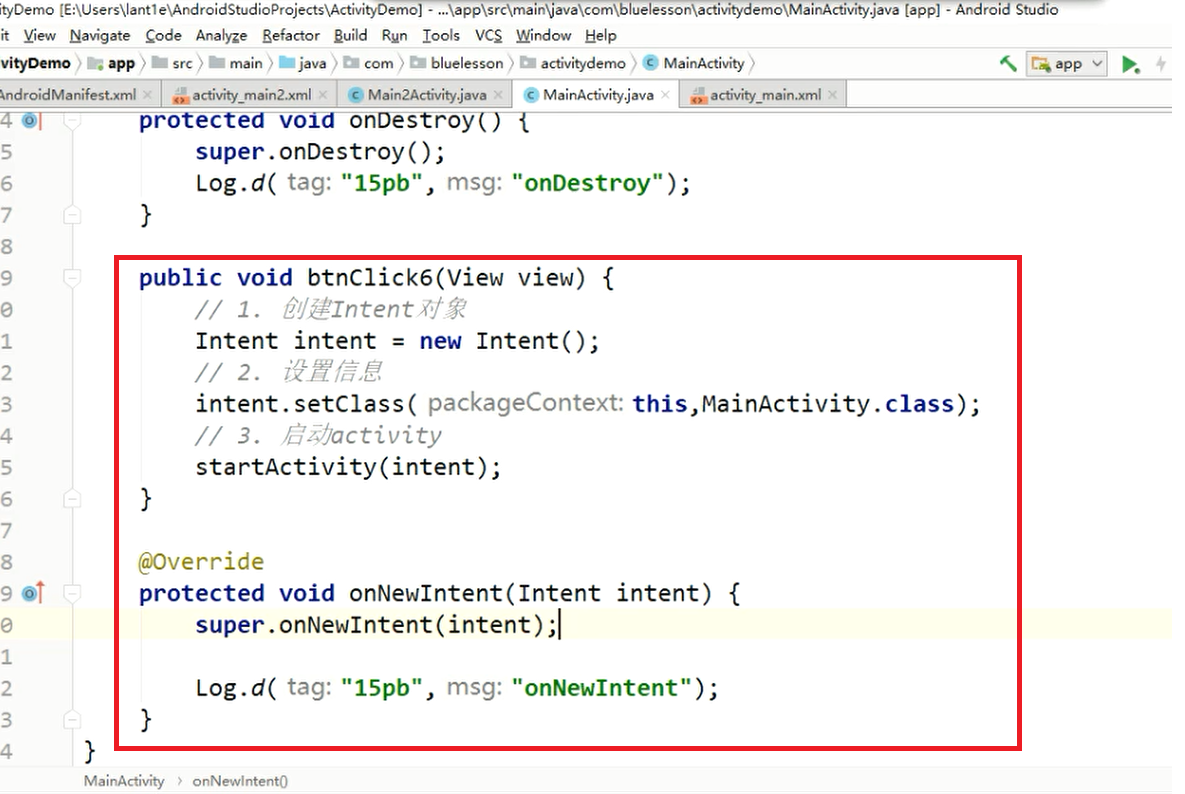 ityDemo [E:\Users\lant1e\AndroidStudioProjects\ActivityDemo] - ...\app\src\main\java\com\bluelesson\activitydemo\MainActivity.java [app] - Android Studio
it View Navigate Code Analyze Refactor Build Run Tools VCS Window Help
vityDemo app src main java com bluelesson activitydemo MainActivity app
AndroidManifest.xml activity_main2.xml Main2Activity.java MainActivity.java activity_main.xml
4 protected void onDestroy() {
5 super.onDestroy();
6 Log.d( tag: "15pb", msg: "onDestroy");
7 }
8
9 public void btnClick6(View view) {
0 // 1. 创建Intent对象
1 Intent intent = new Intent();
2 // 2. 设置信息
3 intent.setClass( packageContext: this,MainActivity.class);
4 // 3. 启动activity
5 startActivity(intent);
6 }
7
8 @Override
9 protected void onNewIntent(Intent intent) {
0 super.onNewIntent(intent);
1
2 Log.d( tag: "15pb", msg: "onNewIntent");
3 }
4 }
MainActivity › onNewIntent()